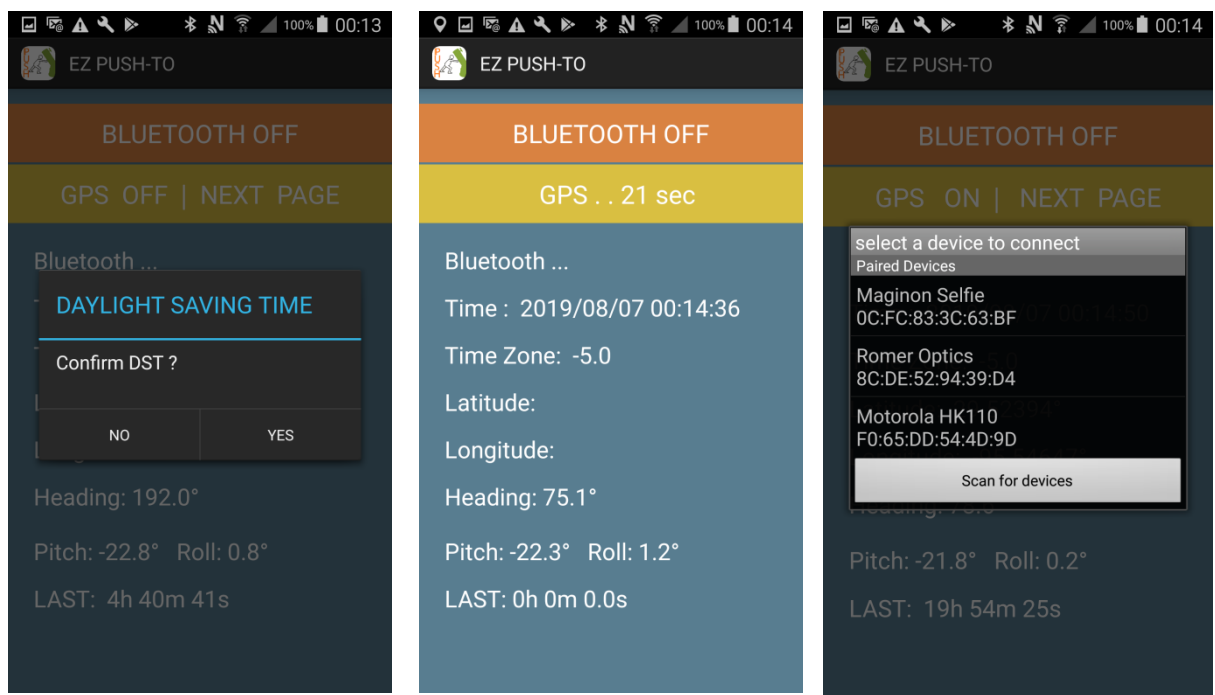 100% 00:13
EZ PUSH-TO
BLUETOOTH OFF
GPS OFF | NEXT PAGE
Bluetooth ...
DAYLIGHT SAVING TIME
Confirm DST ?
NO YES
Heading: 192.0°
Pitch: -22.8° Roll: 0.8°
LAST: 4h 40m 41s
100% 00:14
EZ PUSH-TO
BLUETOOTH OFF
GPS . . 21 sec
Bluetooth ...
Time : 2019/08/07 00:14:36
Time Zone: -5.0
Latitude:
Longitude:
Heading: 75.1°
Pitch: -22.3° Roll: 1.2°
LAST: 0h 0m 0.0s
100% 00:14
EZ PUSH-TO
BLUETOOTH OFF
GPS ON | NEXT PAGE
select a device to connect
Paired Devices
Maginon Selfie
0C:FC:83:3C:63:BF
Romer Optics
8C:DE:52:94:39:D4
Motorola HK110
F0:65:DD:54:4D:9D
Scan for devices
Pitch: -21.8° Roll: 0.2°
LAST: 19h 54m 25s